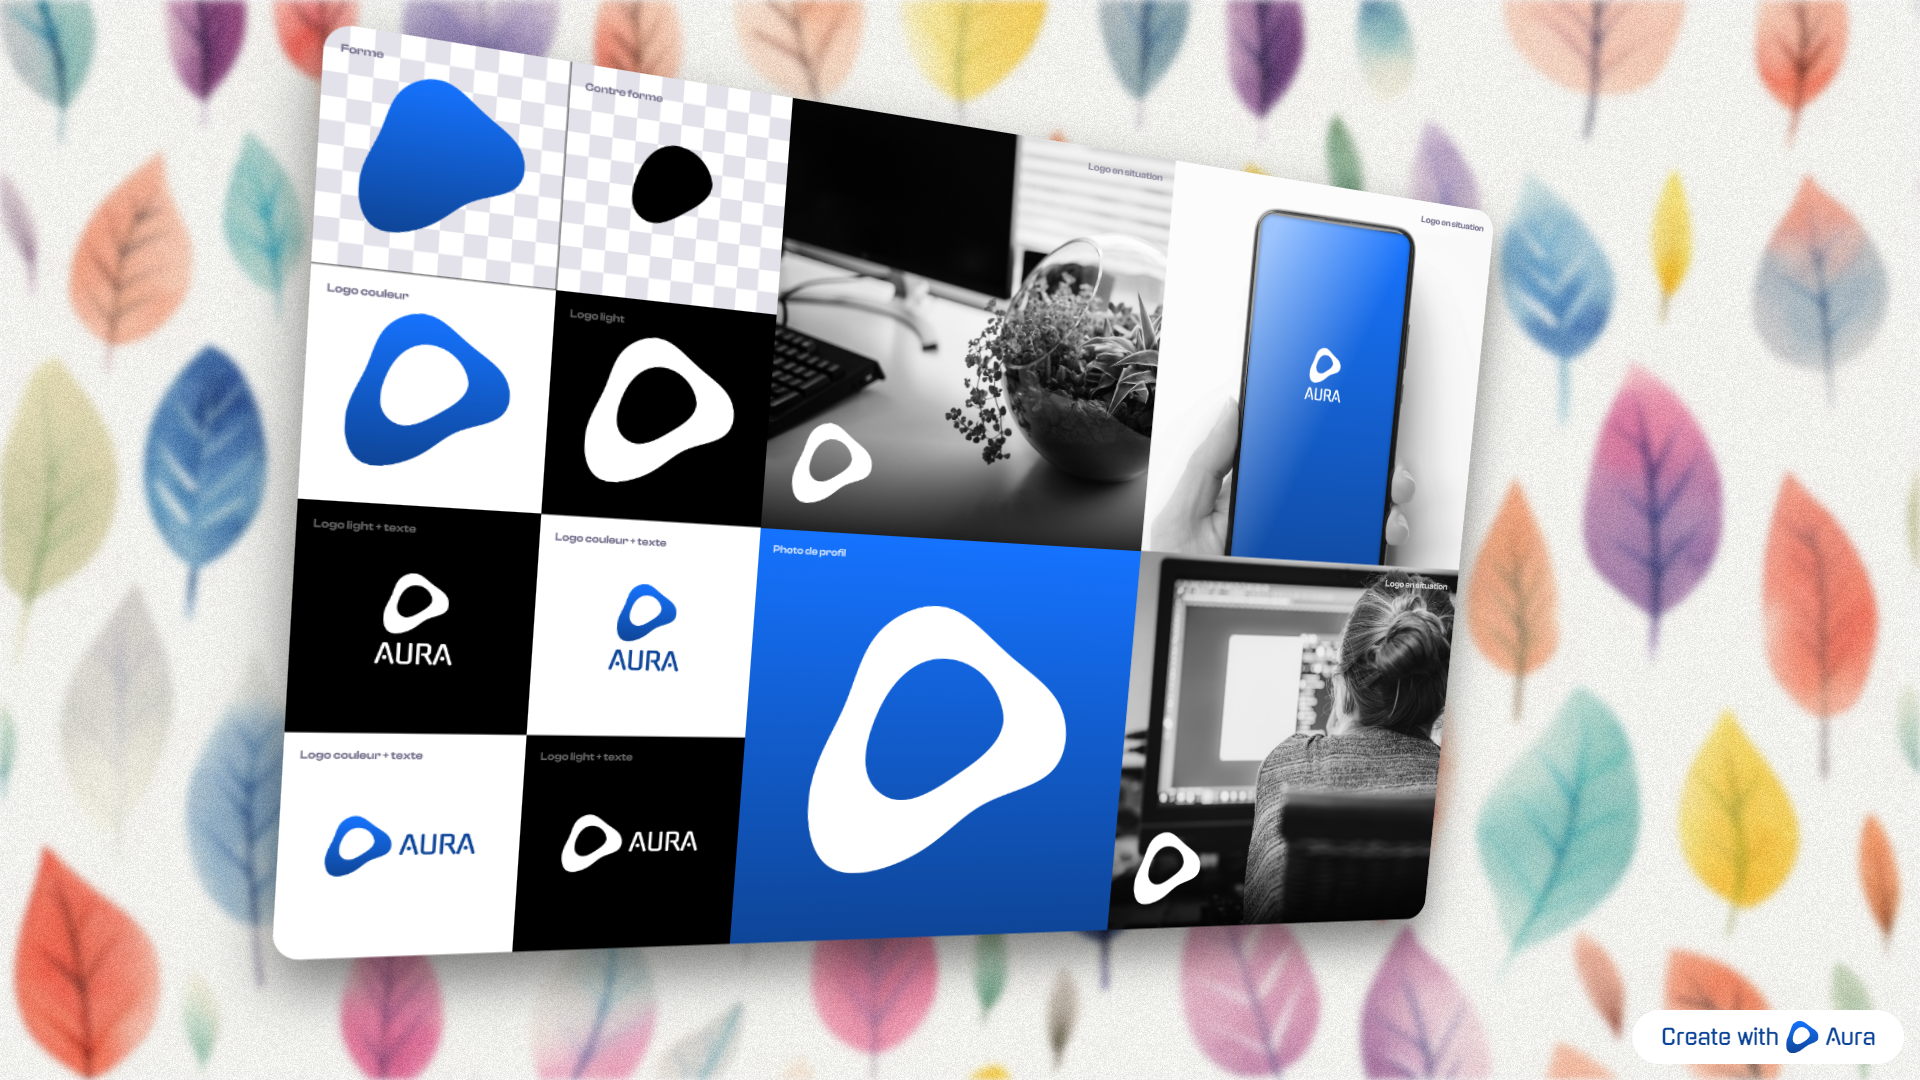 Forme
Contre forme
Logo en situation
Logo en situation
Logo couleur
Logo light
AURA
Logo light + texte
AURA
Logo couleur + texte
AURA
Photo de profil
Logo en situation
Logo couleur + texte
AURA
Logo light + texte
AURA
Create with Aura